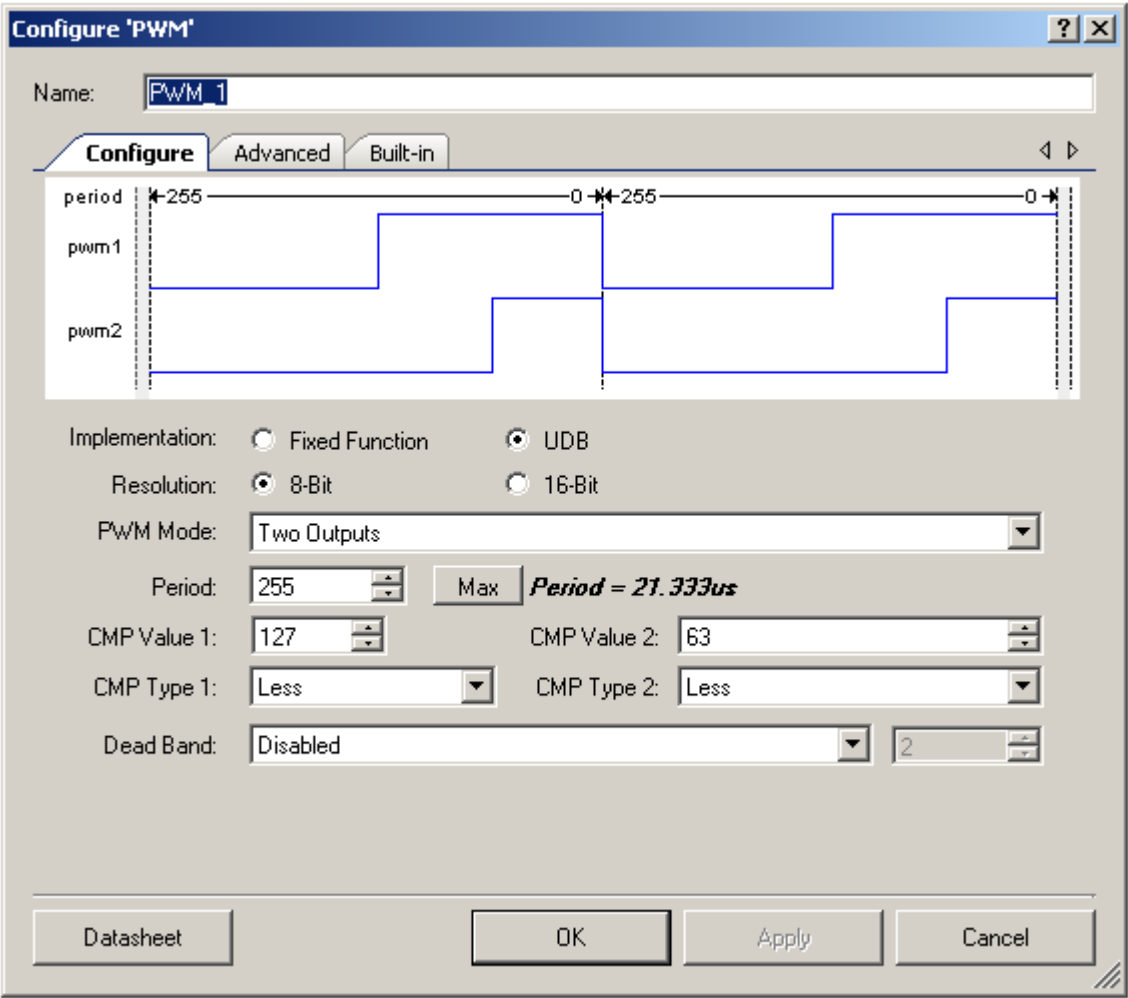 Configure 'PWM'
Name: PWM_1
Configure Advanced Built-in
period 255 0 255 0
pwm1
pwm2
Implementation: Fixed Function UDB
Resolution: 8-Bit 16-Bit
PWM Mode: Two Outputs
Period: 255 Max Period = 21.333us
CMP Value 1: 127 CMP Value 2: 63
CMP Type 1: Less CMP Type 2: Less
Dead Band: Disabled 2
Datasheet OK Apply Cancel